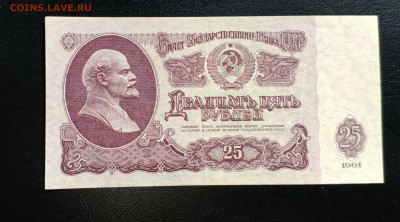 COINS.LAVE.RU
Билет Государственного Банка СССР
Двадцать пять
рублей
25
25
1961